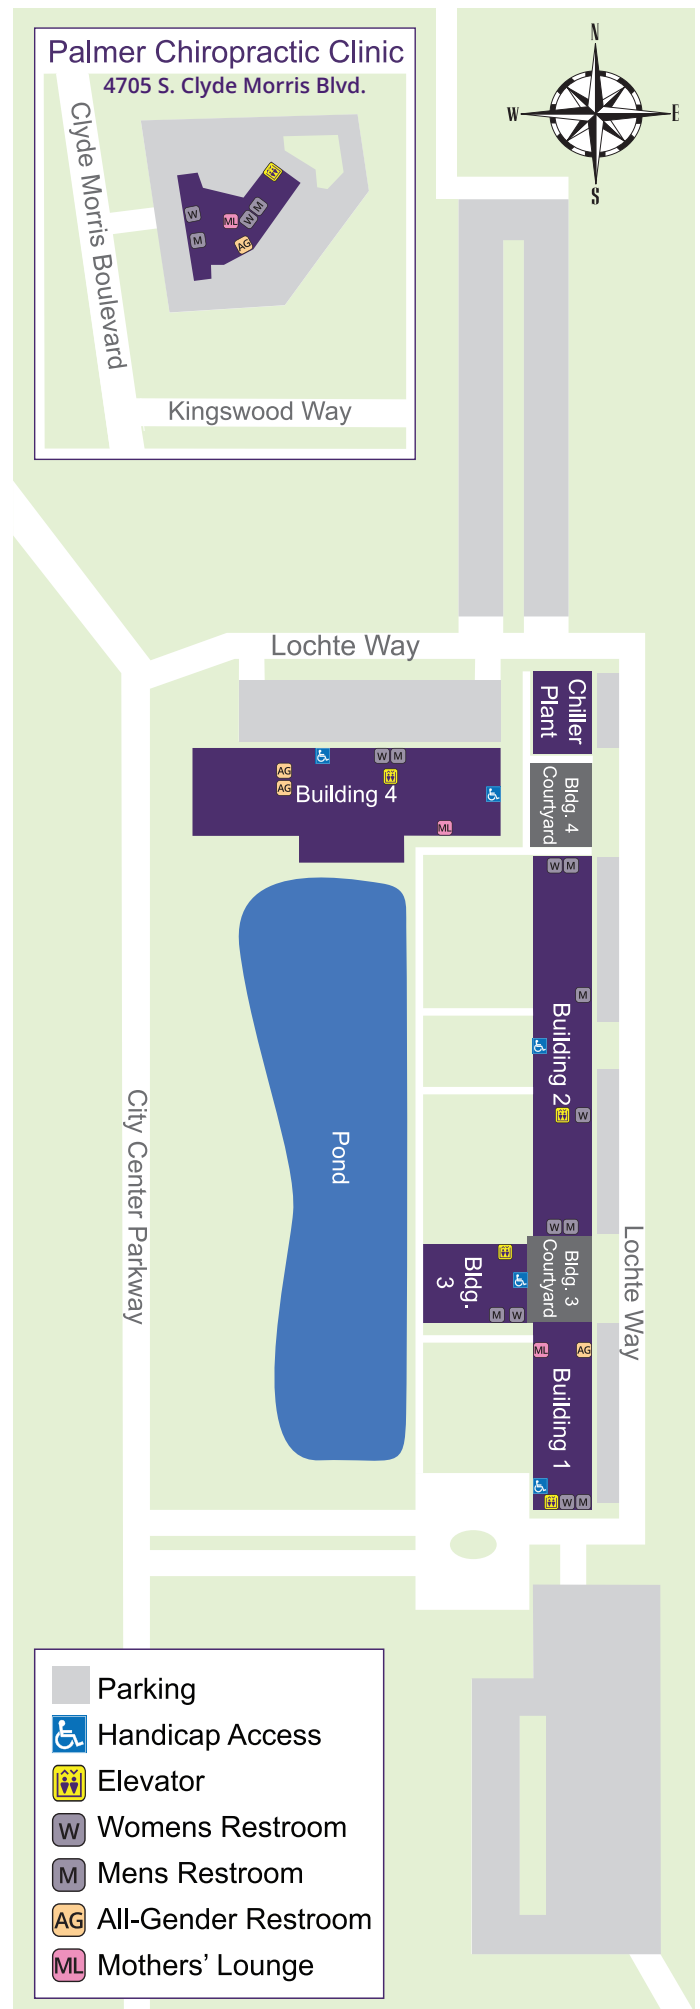 Palmer Chiropractic Clinic
4705 S. Clyde Morris Blvd.
N
W
E
S
Clyde Morris Boulevard
W
M
ML
W
M
AG
Kingswood Way
Lochte Way
Chiller
Plant
Bldg. 4
Courtyard
W
M
AG
AG
Building 4
ML
W
M
M
Building 2
W
W
M
Pond
City Center Parkway
Lochte Way
Bldg.
3
Bldg. 3
Courtyard
M
W
ML
AG
Building 1
W
M
Parking
Handicap Access
Elevator
W
Womens Restroom
M
Mens Restroom
AG
All-Gender Restroom
ML
Mothers’ Lounge